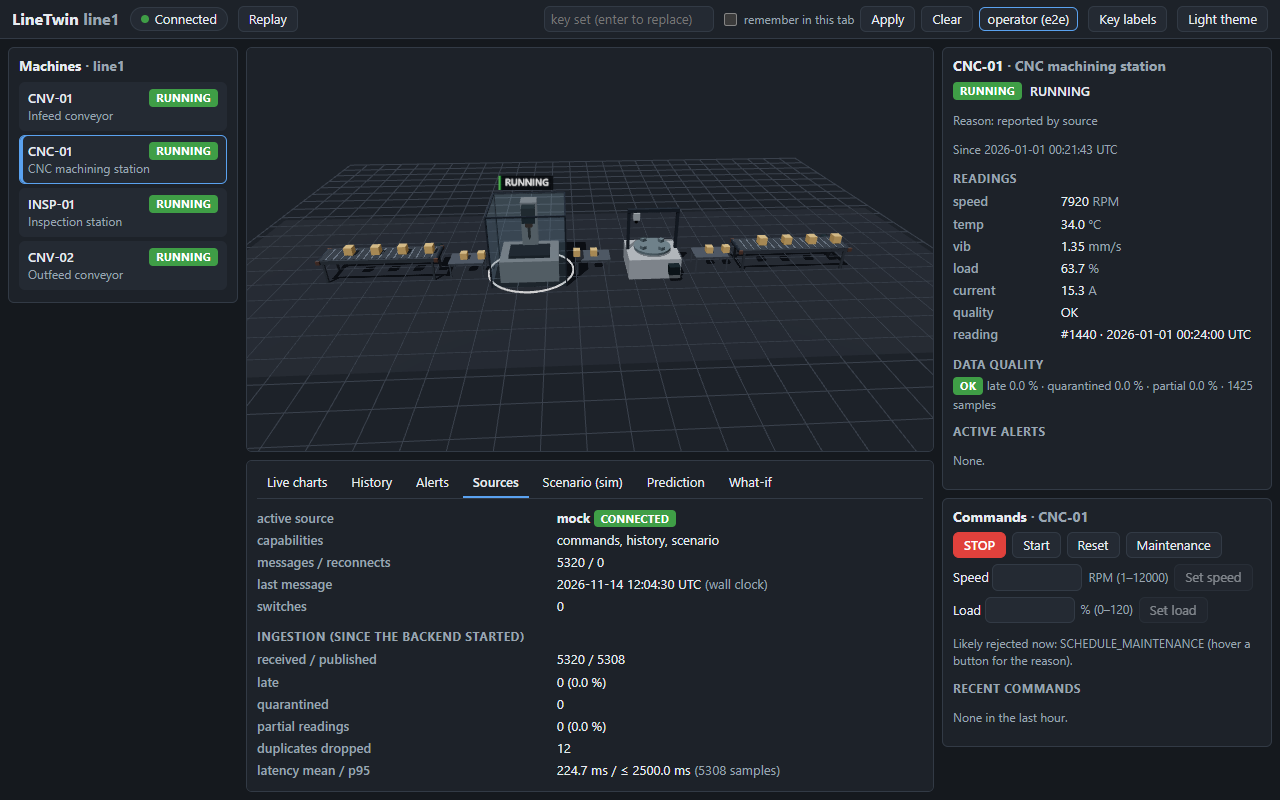 LineTwin line1
Connected
Replay
key set (enter to replace)
remember in this tab
Apply
Clear
operator (e2e)
Key labels
Light theme
Machines · line1
CNV-01
RUNNING
Infeed conveyor
CNC-01
RUNNING
CNC machining station
INSP-01
RUNNING
Inspection station
CNV-02
RUNNING
Outfeed conveyor
RUNNING
Live charts
History
Alerts
Sources
Scenario (sim)
Prediction
What-if
active source mock CONNECTED
capabilities commands, history, scenario
messages / reconnects 5320 / 0
last message 2026-11-14 12:04:30 UTC (wall clock)
switches 0
INGESTION (SINCE THE BACKEND STARTED)
received / published 5320 / 5308
late 0 (0.0 %)
quarantined 0
partial readings 0 (0.0 %)
duplicates dropped 12
latency mean / p95 224.7 ms / ≤ 2500.0 ms (5308 samples)
CNC-01 · CNC machining station
RUNNING RUNNING
Reason: reported by source
Since 2026-01-01 00:21:43 UTC
READINGS
speed 7920 RPM
temp 34.0 °C
vib 1.35 mm/s
load 63.7 %
current 15.3 A
quality OK
reading #1440 · 2026-01-01 00:24:00 UTC
DATA QUALITY
OK late 0.0 % · quarantined 0.0 % · partial 0.0 % · 1425
samples
ACTIVE ALERTS
None.
Commands · CNC-01
STOP
Start
Reset
Maintenance
Speed RPM (1–12000) Set speed
Load % (0–120) Set load
Likely rejected now: SCHEDULE_MAINTENANCE (hover a
button for the reason).
RECENT COMMANDS
None in the last hour.